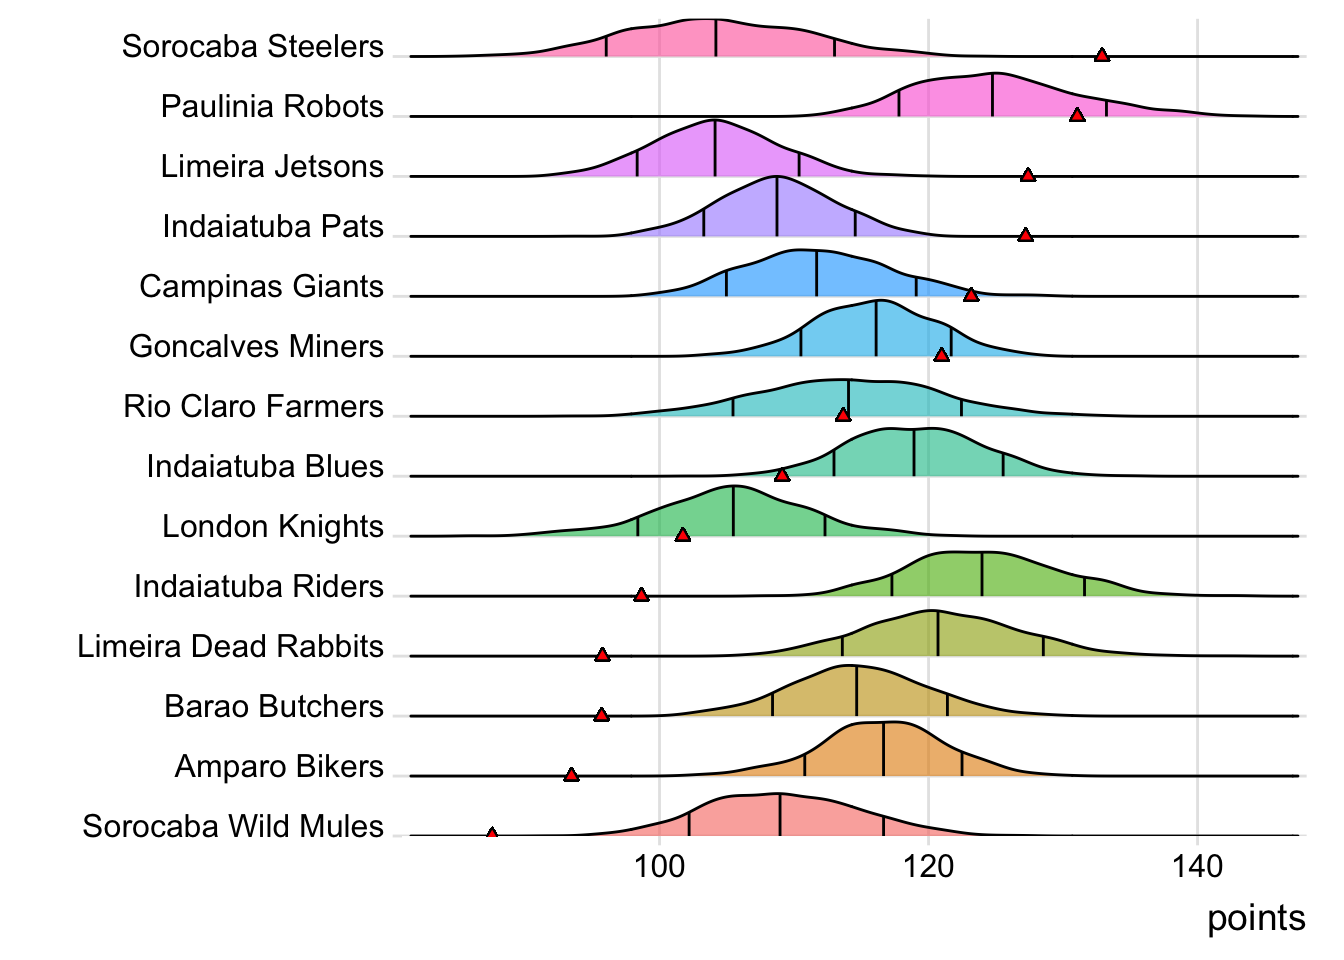 Sorocaba Steelers
Paulinia Robots
Limeira Jetsons
Indaiatuba Pats
Campinas Giants
Goncalves Miners
Rio Claro Farmers
Indaiatuba Blues
London Knights
Indaiatuba Riders
Limeira Dead Rabbits
Barao Butchers
Amparo Bikers
Sorocaba Wild Mules
100 120 140
points